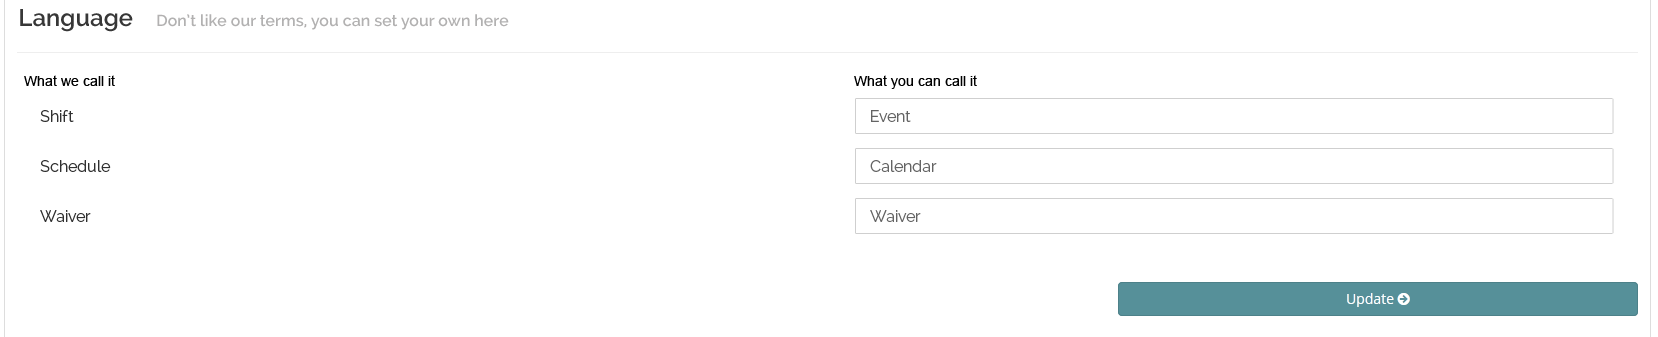 Language Don't like our terms, you can set your own here
What we call it What you can call it
Shift Event
Schedule Calendar
Waiver Waiver
Update